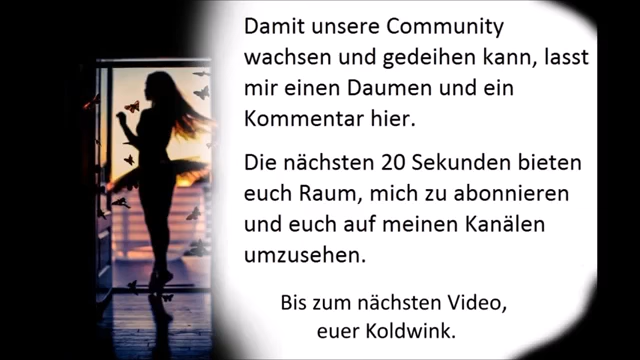 Damit unsere Community
wachsen und gedeihen kann, lasst
mir einen Daumen und ein
Kommentar hier.
Die nächsten 20 Sekunden bieten
euch Raum, mich zu abonnieren
und euch auf meinen Kanälen
umzusehen.
Bis zum nächsten Video,
euer Koldwink.